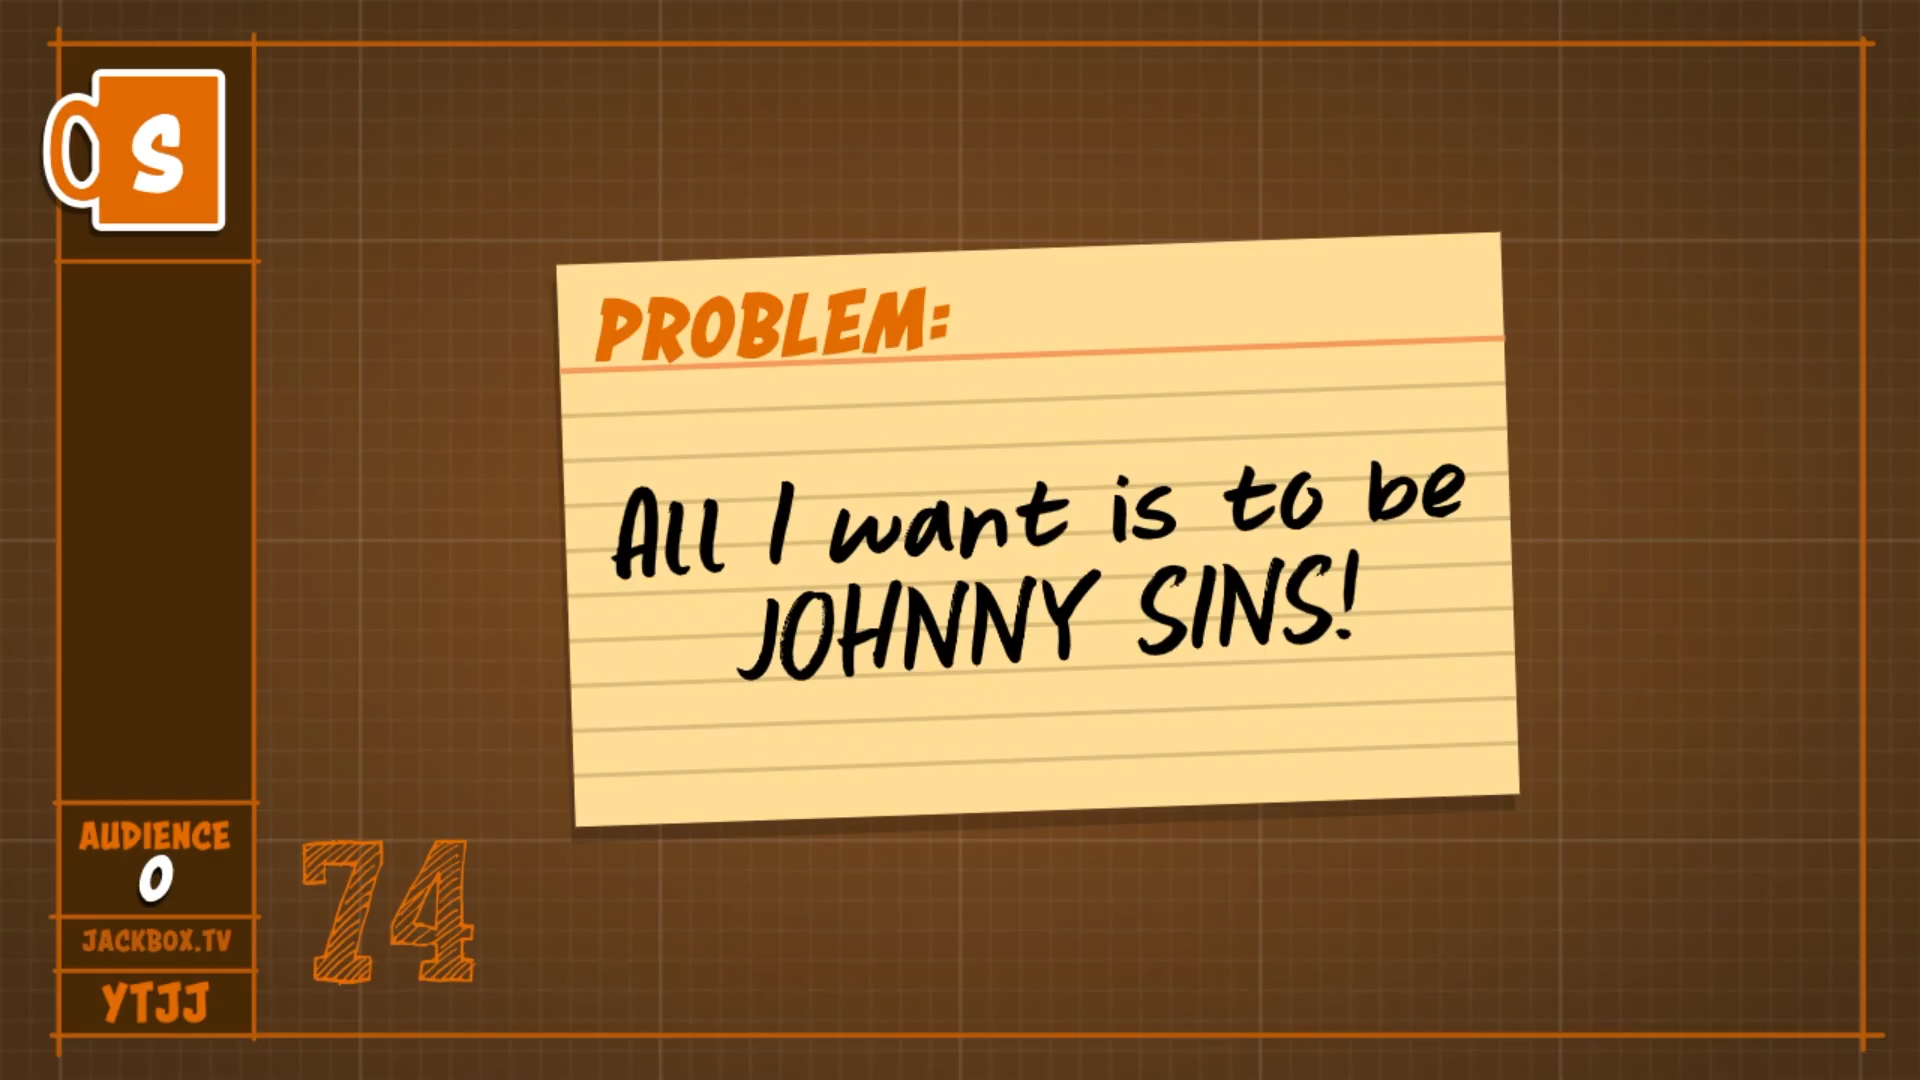 S
PROBLEM:
All I want is to be
JOHNNY SINS!
AUDIENCE
0
JACKBOX.TV
YTJJ
74